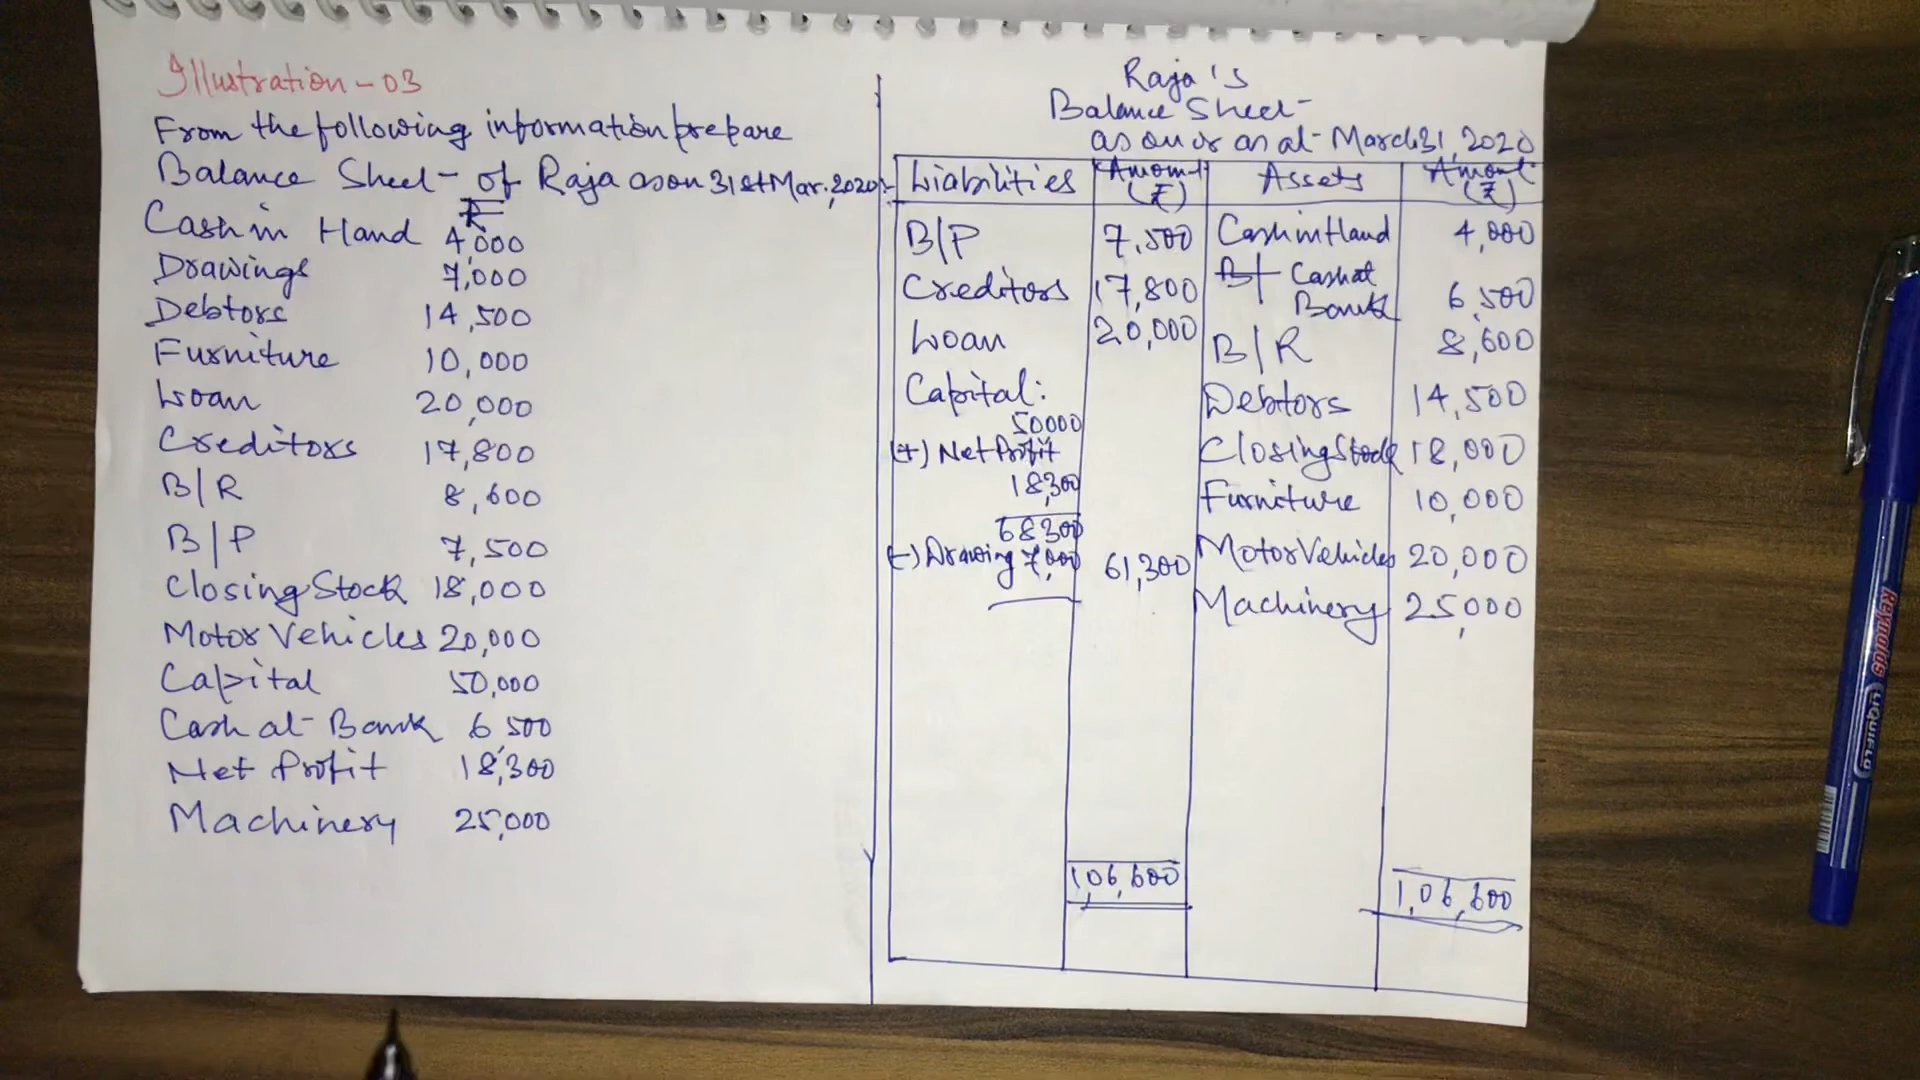 Illustration-03
From the following information prepare
Balance Sheet of Raja as on 31st Mar, 2020:-
₹
Cash in Hand 4,000
Drawings 7,000
Debtors 14,500
Furniture 10,000
Loan 20,000
Creditors 17,800
B/R 8,600
B/P 7,500
Closing Stock 18,000
Motor Vehicles 20,000
Capital 50,000
Cash at Bank 6,500
Net Profit 18,300
Machinery 25,000
Raja's
Balance Sheet
as on or as at March 31, 2020
Liabilities Amount (₹) Assets Amount (₹)
B/P 7,500 Cash in Hand 4,000
Creditors 17,800 Cash at Bank 6,500
Loan 20,000 B/R 8,600
Capital: Debtors 14,500
50000
(+) Net Profit Closing Stock 18,000
18,300 Furniture 10,000
68300
(-) Drawing 7,000 61,300 Motor Vehicles 20,000
Machinery 25,000
1,06,600 1,06,600
Reynolds
LIQUIFLO